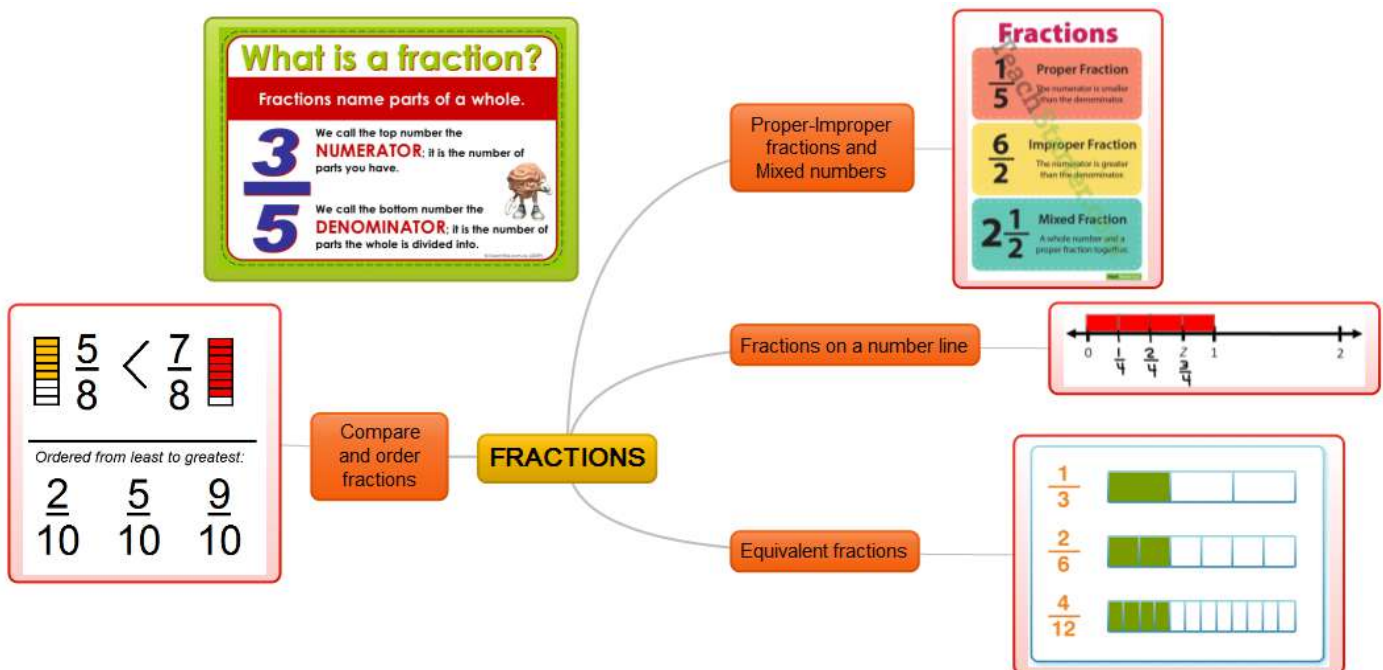 What is a fraction?
Fractions name parts of a whole.
3
5
We call the top number the
NUMERATOR; it is the number of
parts you have.
We call the bottom number the
DENOMINATOR; it is the number of
parts the whole is divided into.
Proper-Improper
fractions and
Mixed numbers
Fractions
1
5
Proper Fraction
The numerator is smaller
than the denominator.
6
2
Improper Fraction
The numerator is greater
than the denominator.
2 1
2
Mixed Fraction
A whole number and a
proper fraction together.
Fractions on a number line
0 1 2
1/4 2/4 3/4
5/8 < 7/8
Ordered from least to greatest:
2 5 9
10 10 10
Compare
and order
fractions
FRACTIONS
Equivalent fractions
1
3
2
6
4
12